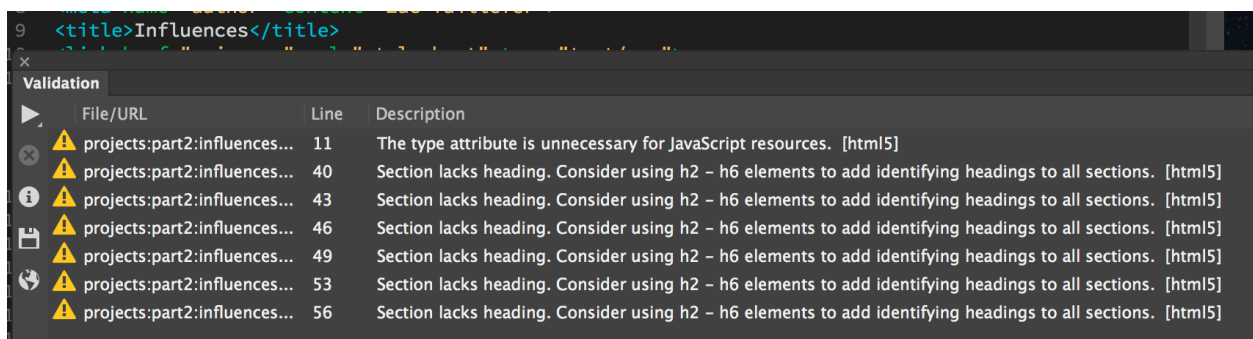 9 <title>Influences</title>
Validation
File/URL Line Description
projects:part2:influences... 11 The type attribute is unnecessary for JavaScript resources. [html5]
projects:part2:influences... 40 Section lacks heading. Consider using h2 – h6 elements to add identifying headings to all sections. [html5]
projects:part2:influences... 43 Section lacks heading. Consider using h2 – h6 elements to add identifying headings to all sections. [html5]
projects:part2:influences... 46 Section lacks heading. Consider using h2 – h6 elements to add identifying headings to all sections. [html5]
projects:part2:influences... 49 Section lacks heading. Consider using h2 – h6 elements to add identifying headings to all sections. [html5]
projects:part2:influences... 53 Section lacks heading. Consider using h2 – h6 elements to add identifying headings to all sections. [html5]
projects:part2:influences... 56 Section lacks heading. Consider using h2 – h6 elements to add identifying headings to all sections. [html5]